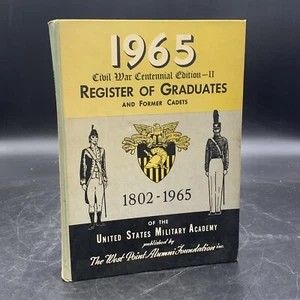 1965
Civil War Centennial Edition-II
REGISTER OF GRADUATES
AND FORMER CADETS
1802-1965
OF THE
UNITED STATES MILITARY ACADEMY
published by
The West Point Alumni Foundation inc.